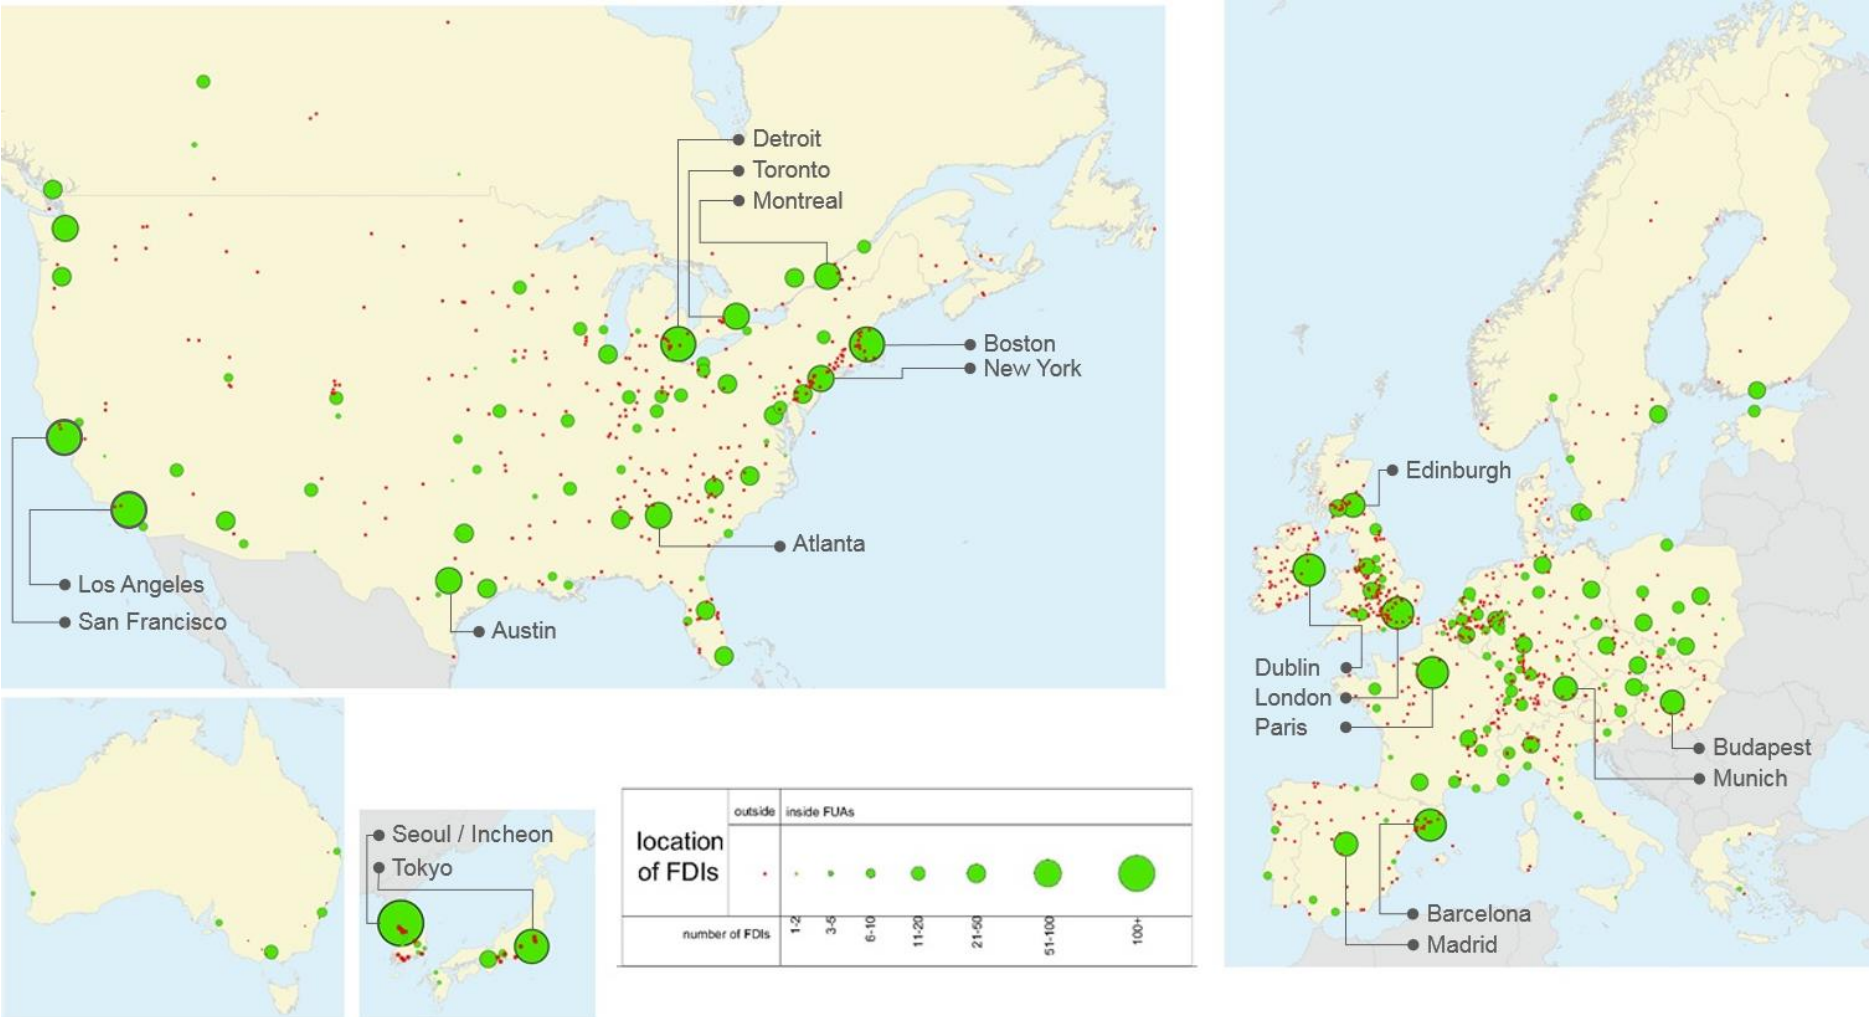 Detroit
Toronto
Montreal
Boston
New York
Atlanta
Los Angeles
San Francisco
Austin
Edinburgh
Dublin
London
Paris
Budapest
Munich
Barcelona
Madrid
Seoul / Incheon
Tokyo
outside inside FUAs
location
of FDIs
number of FDIs 1-2 3-5 6-10 11-20 21-50 51-100 100+